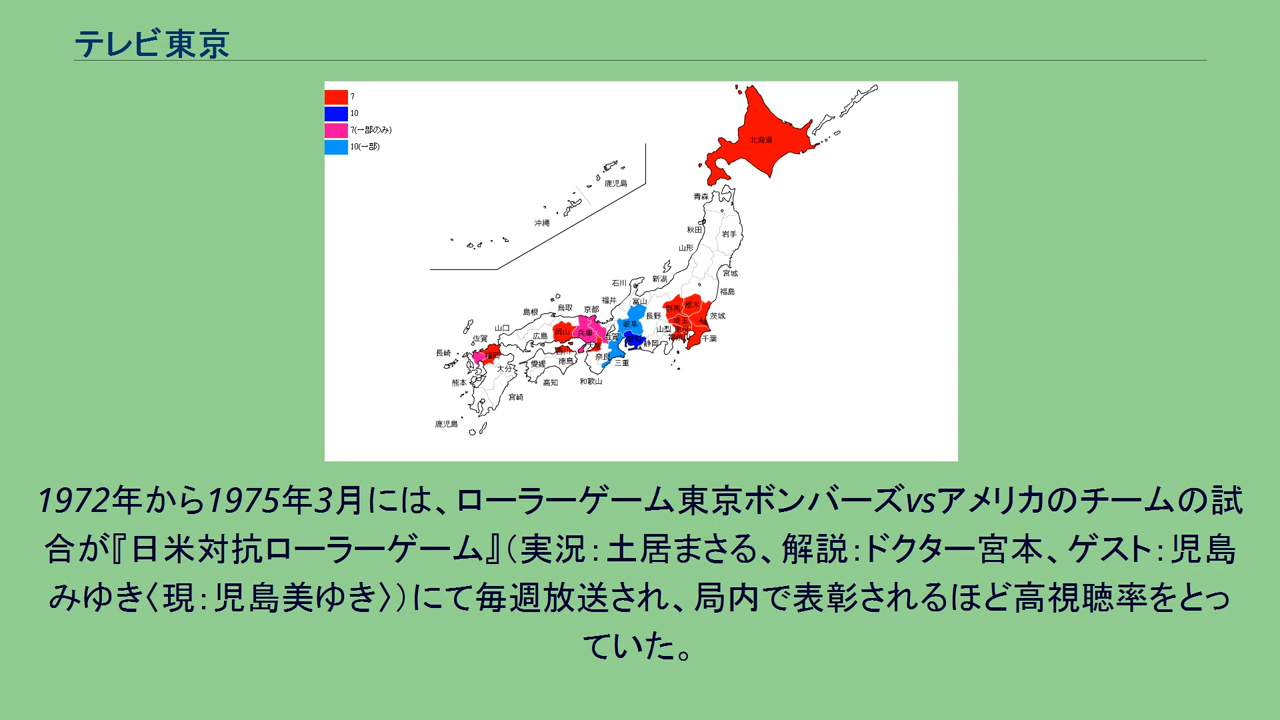 テレビ東京
7
10
7(一部のみ)
10(一部)
北海道
鹿児島
青森
沖縄
秋田
岩手
山形
宮城
新潟
石川
福島
福井
富山
鳥取
京都
島根
群馬
栃木
長野
茨城
山口
岐阜
埼玉
広島
岡山
兵庫
山梨
佐賀
滋賀
静岡
千葉
長崎
福岡
奈良
三重
大分
愛媛
徳島
熊本
高知
和歌山
宮崎
鹿児島
1972年から1975年3月には、ローラーゲーム東京ボンバーズvsアメリカのチームの試
合が『日米対抗ローラーゲーム』（実況：土居まさる、解説：ドクター宮本、ゲスト：児島
みゆき〈現：児島美ゆき〉）にて毎週放送され、局内で表彰されるほど高視聴率をとっ
ていた。